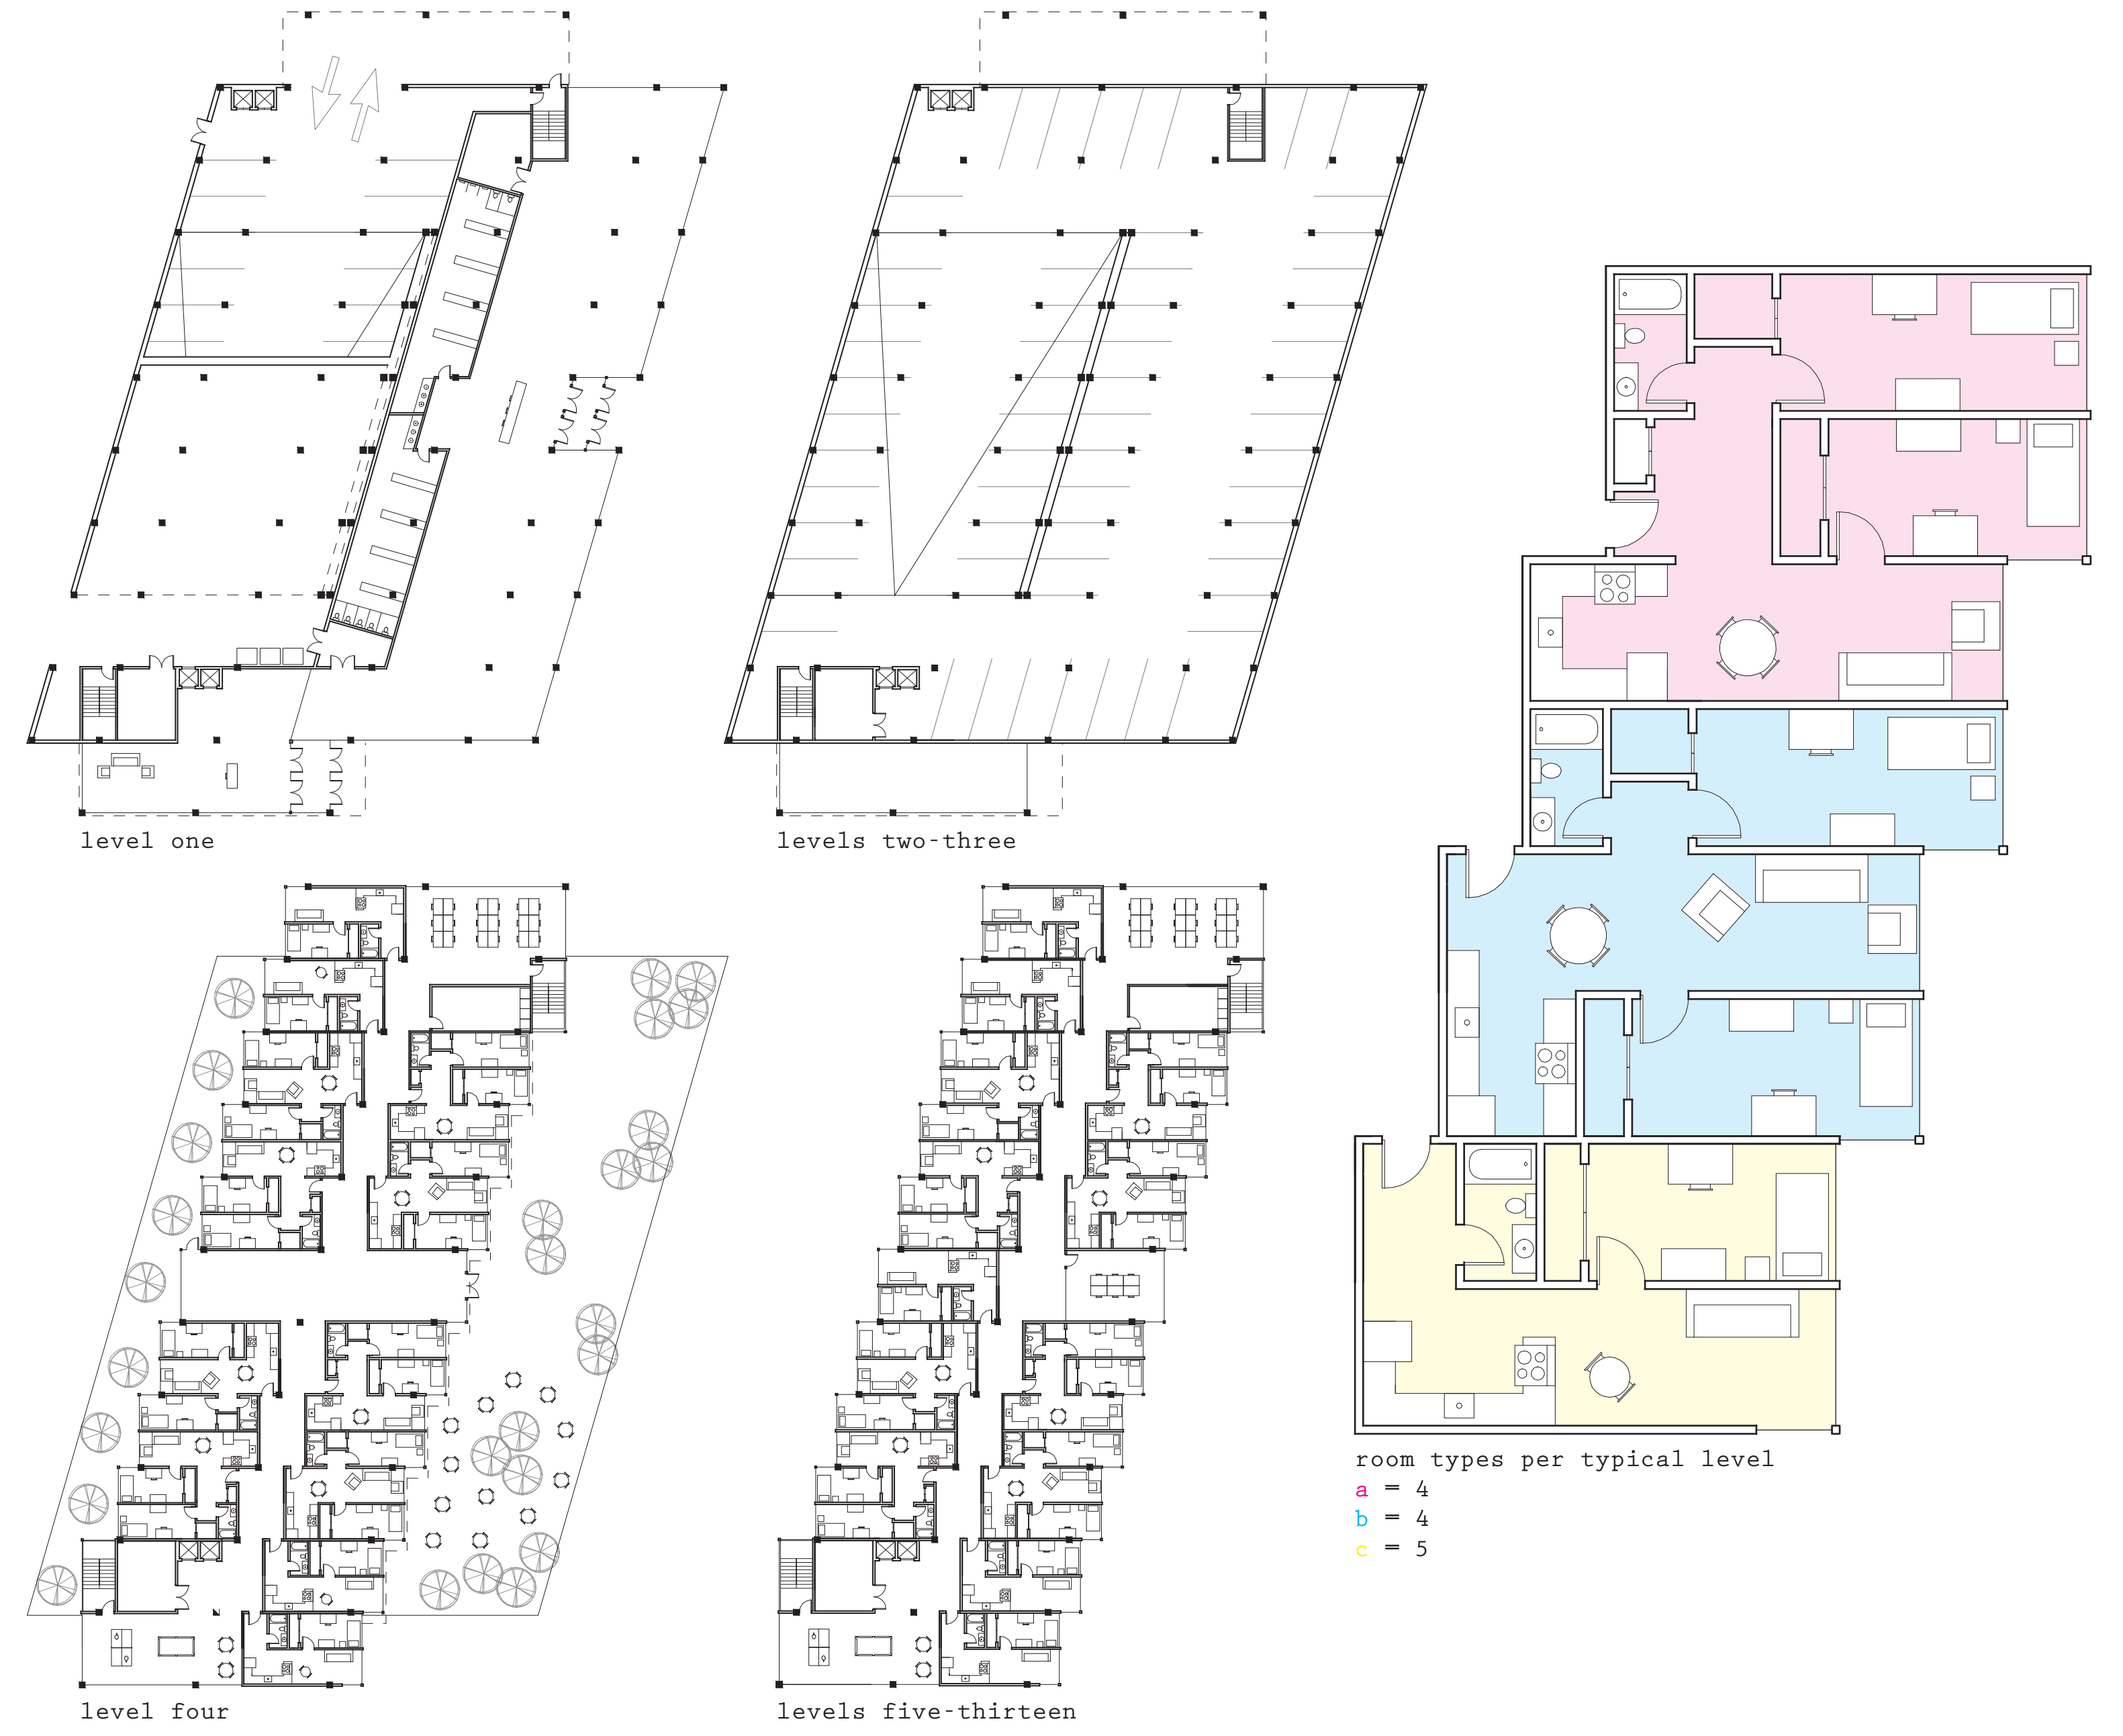 level one
levels two-three
level four
levels five-thirteen
room types per typical level
a = 4
b = 4
c = 5